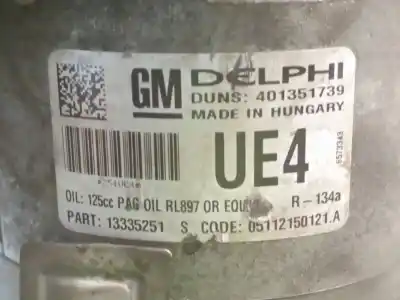 GM DELPHI
DUNS: 401351739
MADE IN HUNGARY
UE4
8573343
OIL: 125cc PAG OIL RL897 OR R-134a
PART: 13335251 S CODE: 05112150121.A